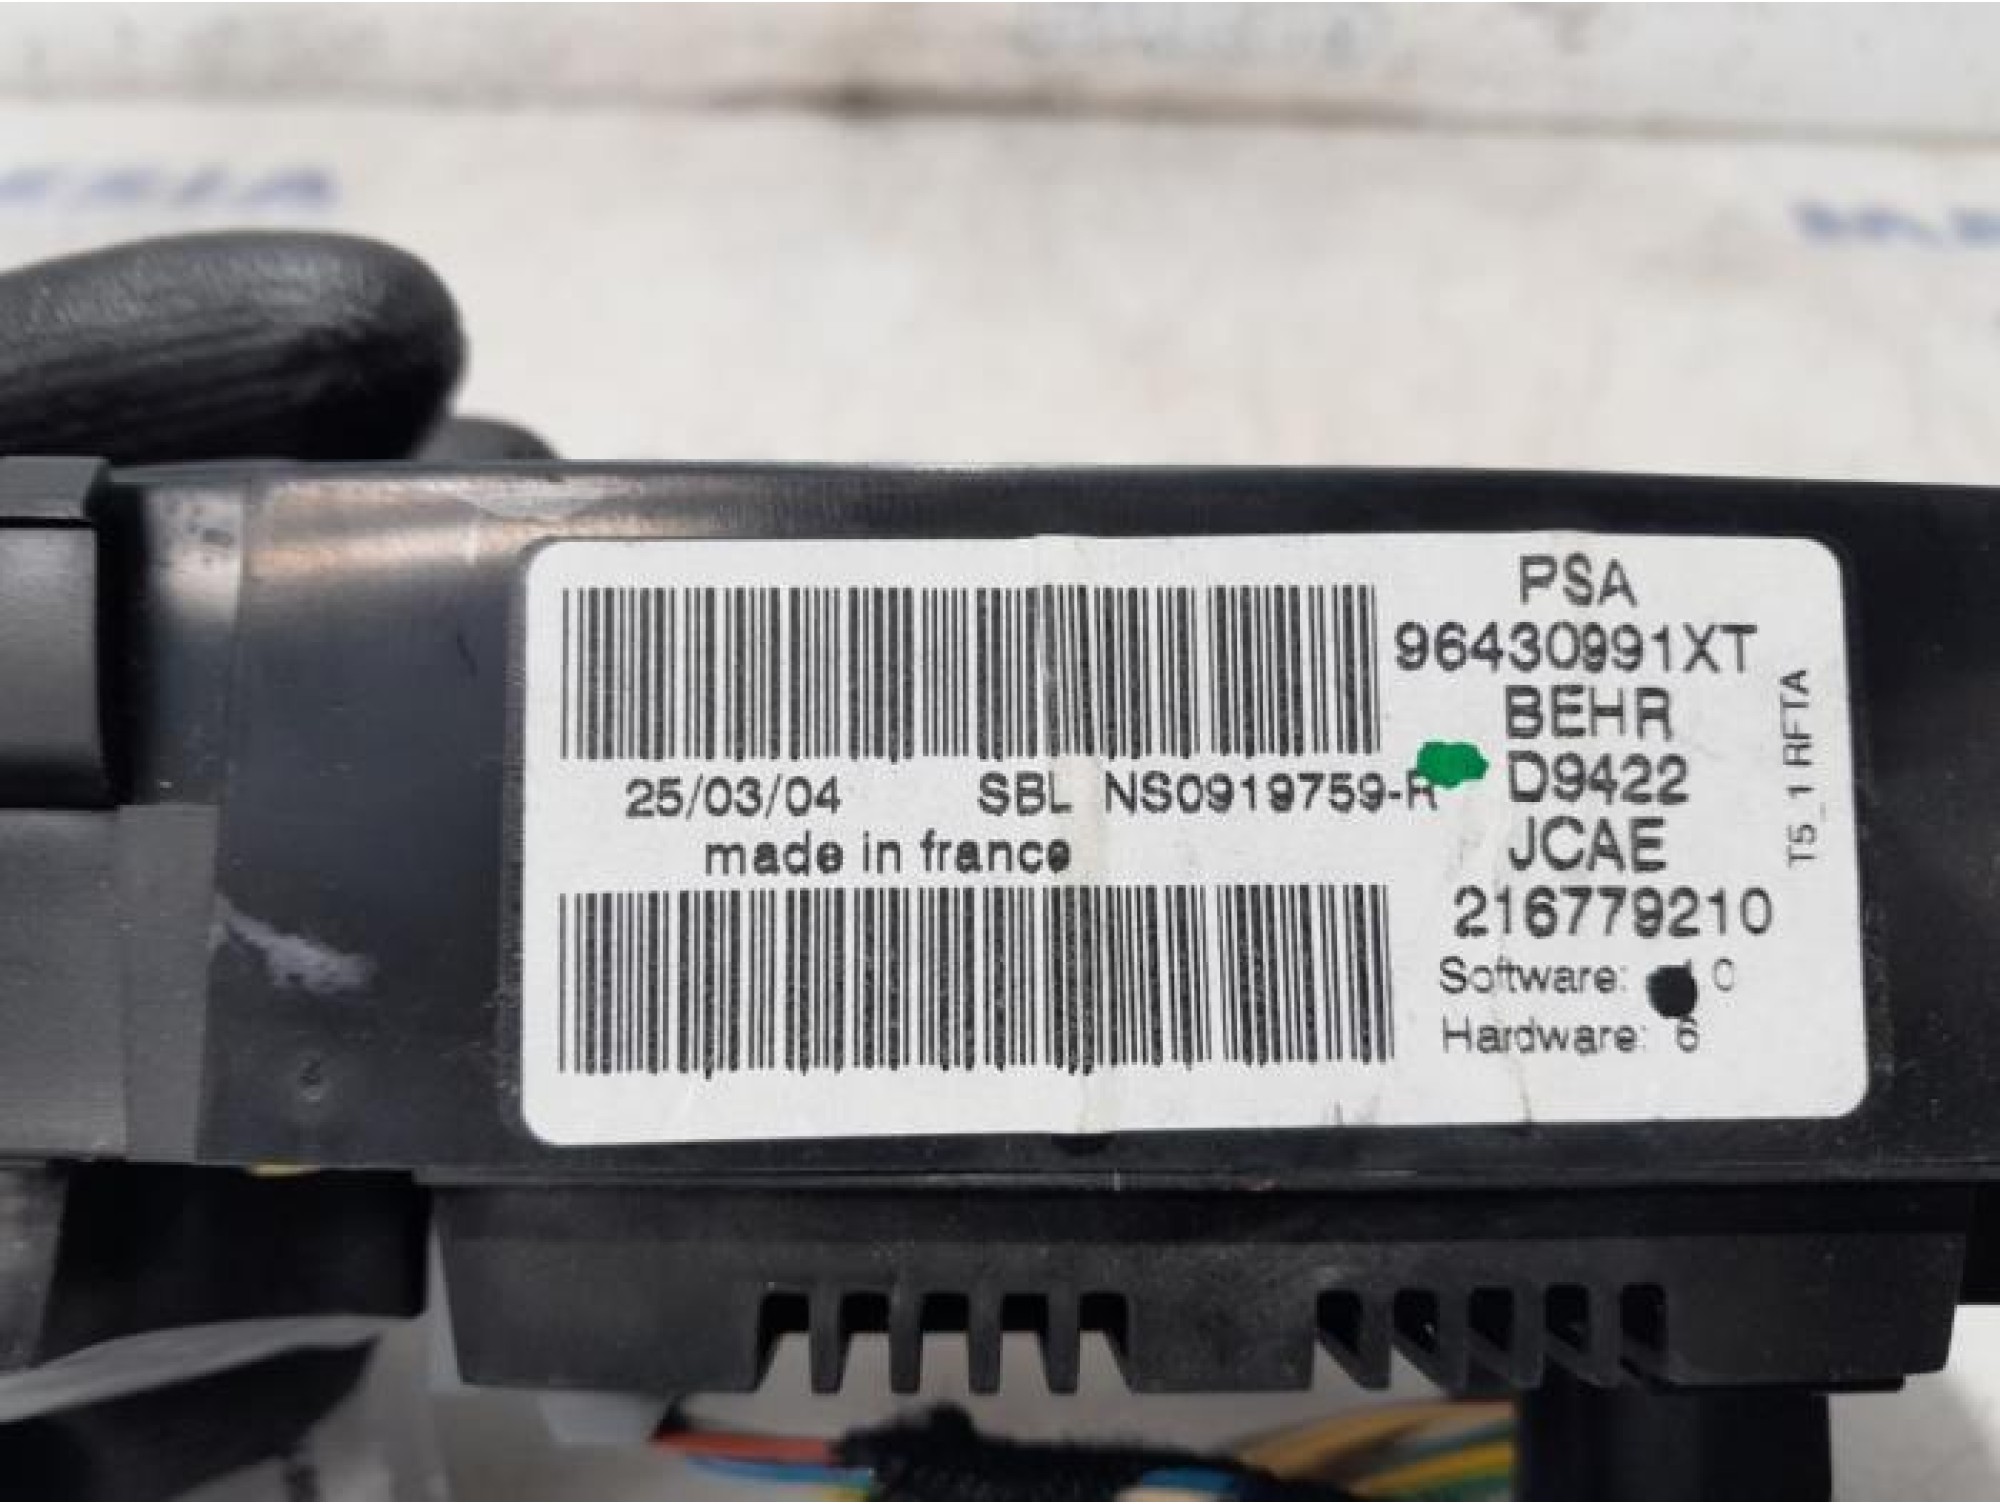 PSA
96430991XT
BEHR
D9422
JCAE
216779210
25/03/04 SBL NS0919759-R
made in france
Software: 10
Hardware: 6
T5_1 RFTA